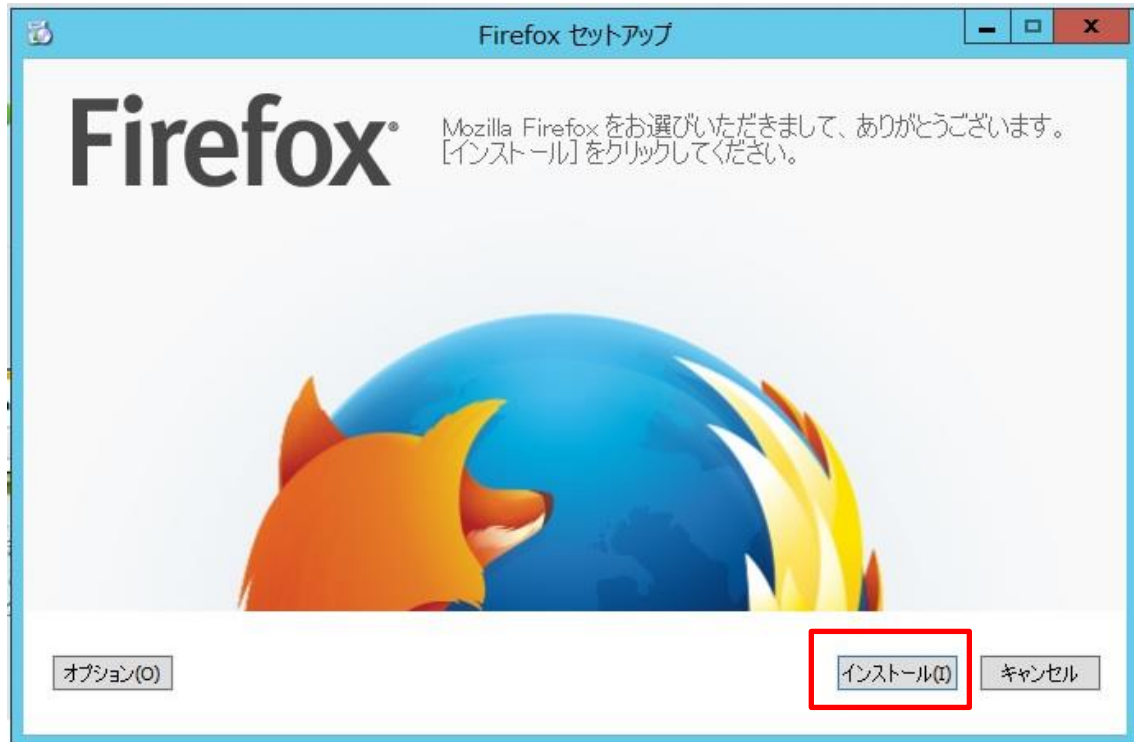 Firefox セットアップ
Firefox
Mozilla Firefox をお選びいただきまして、ありがとうございます。
[インストール] をクリックしてください。
オプション(O)
インストール(I)
キャンセル